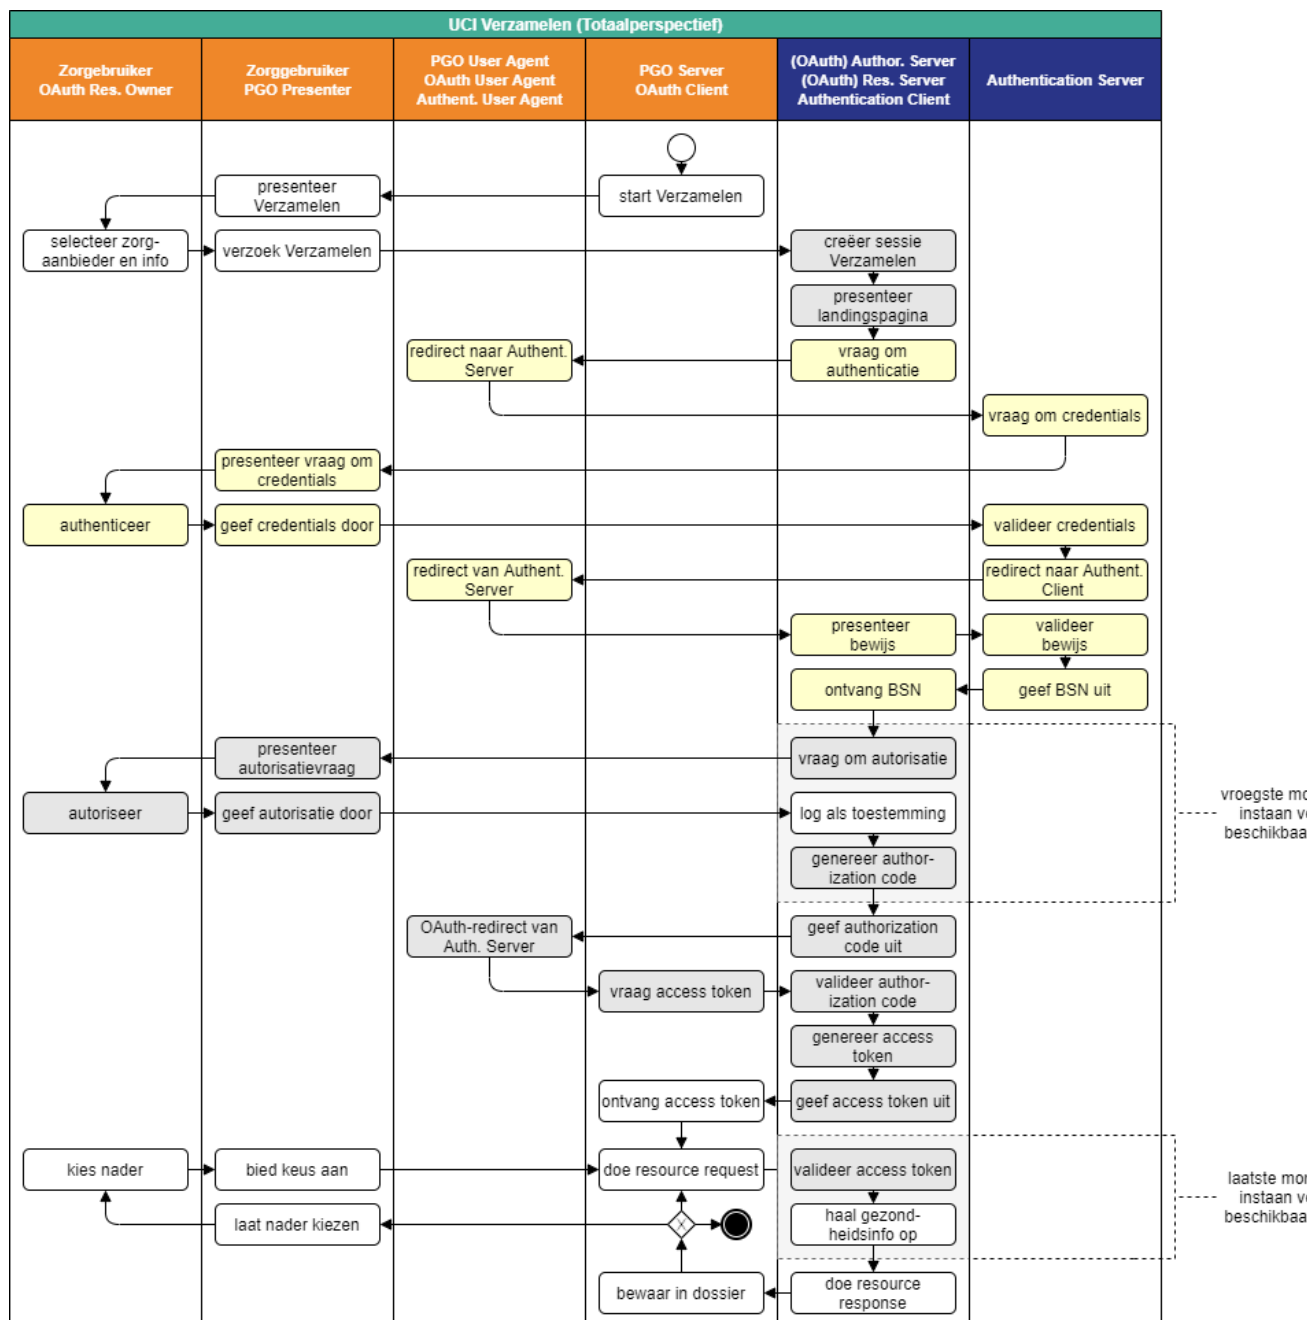 UCI Verzamelen (Totaalperspectief)
Zorgebruiker
OAuth Res. Owner
Zorggebruiker
PGO Presenter
PGO User Agent
OAuth User Agent
Authent. User Agent
PGO Server
OAuth Client
(OAuth) Author. Server
(OAuth) Res. Server
Authentication Client
Authentication Server
presenteer
Verzamelen
start Verzamelen
selecteer zorg-
aanbieder en info
verzoek Verzamelen
creëer sessie
Verzamelen
presenteer
landingspagina
redirect naar Authent.
Server
vraag om
authenticatie
vraag om credentials
presenteer vraag om
credentials
authenticeer
geef credentials door
valideer credentials
redirect van Authent.
Server
redirect naar Authent.
Client
presenteer
bewijs
valideer
bewijs
ontvang BSN
geef BSN uit
presenteer
autorisatievraag
vraag om autorisatie
autoriseer
geef autorisatie door
log als toestemming
vroegste mo
instaan v
beschikbaa
genereer author-
ization code
OAuth-redirect van
Auth. Server
geef authorization
code uit
vraag access token
valideer author-
ization code
genereer access
token
ontvang access token
geef access token uit
kies nader
bied keus aan
doe resource request
valideer access token
laatste mo
instaan v
beschikbaa
laat nader kiezen
haal gezond-
heidsinfo op
bewaar in dossier
doe resource
response